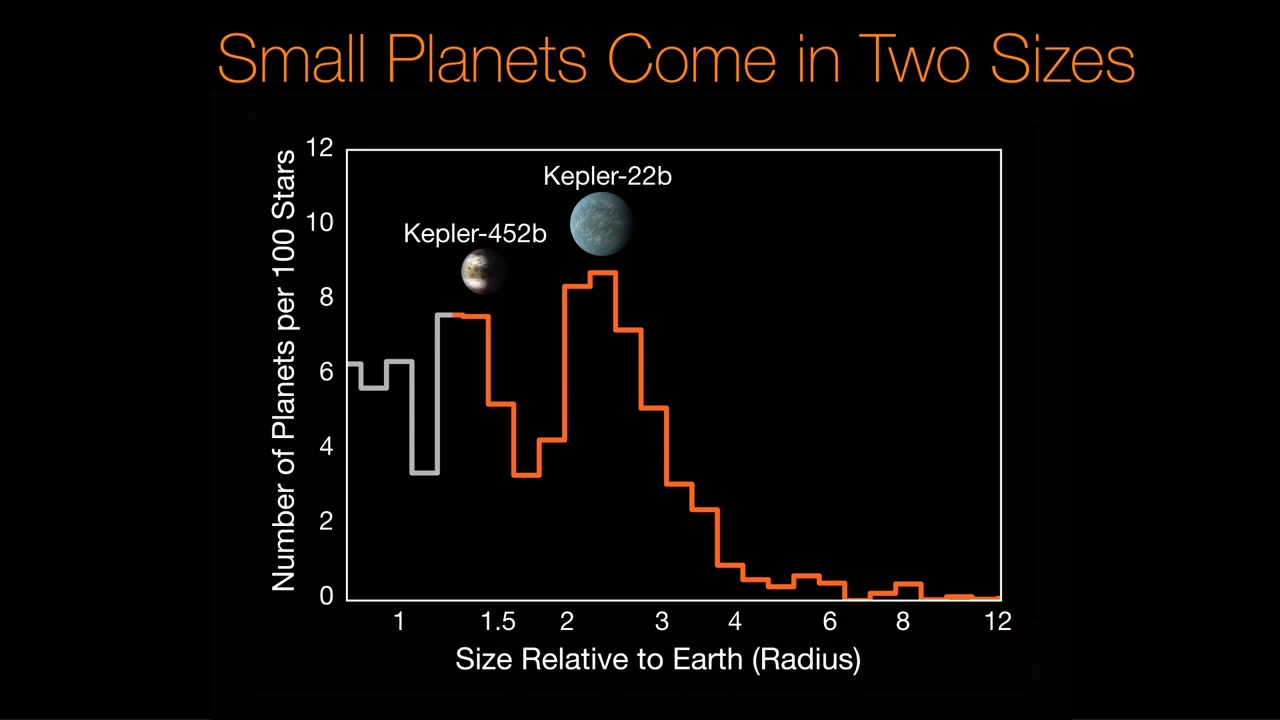 Small Planets Come in Two Sizes
Number of Planets per 100 Stars
12
10
8
6
4
2
0
Kepler-22b
Kepler-452b
1 1.5 2 3 4 6 8 12
Size Relative to Earth (Radius)